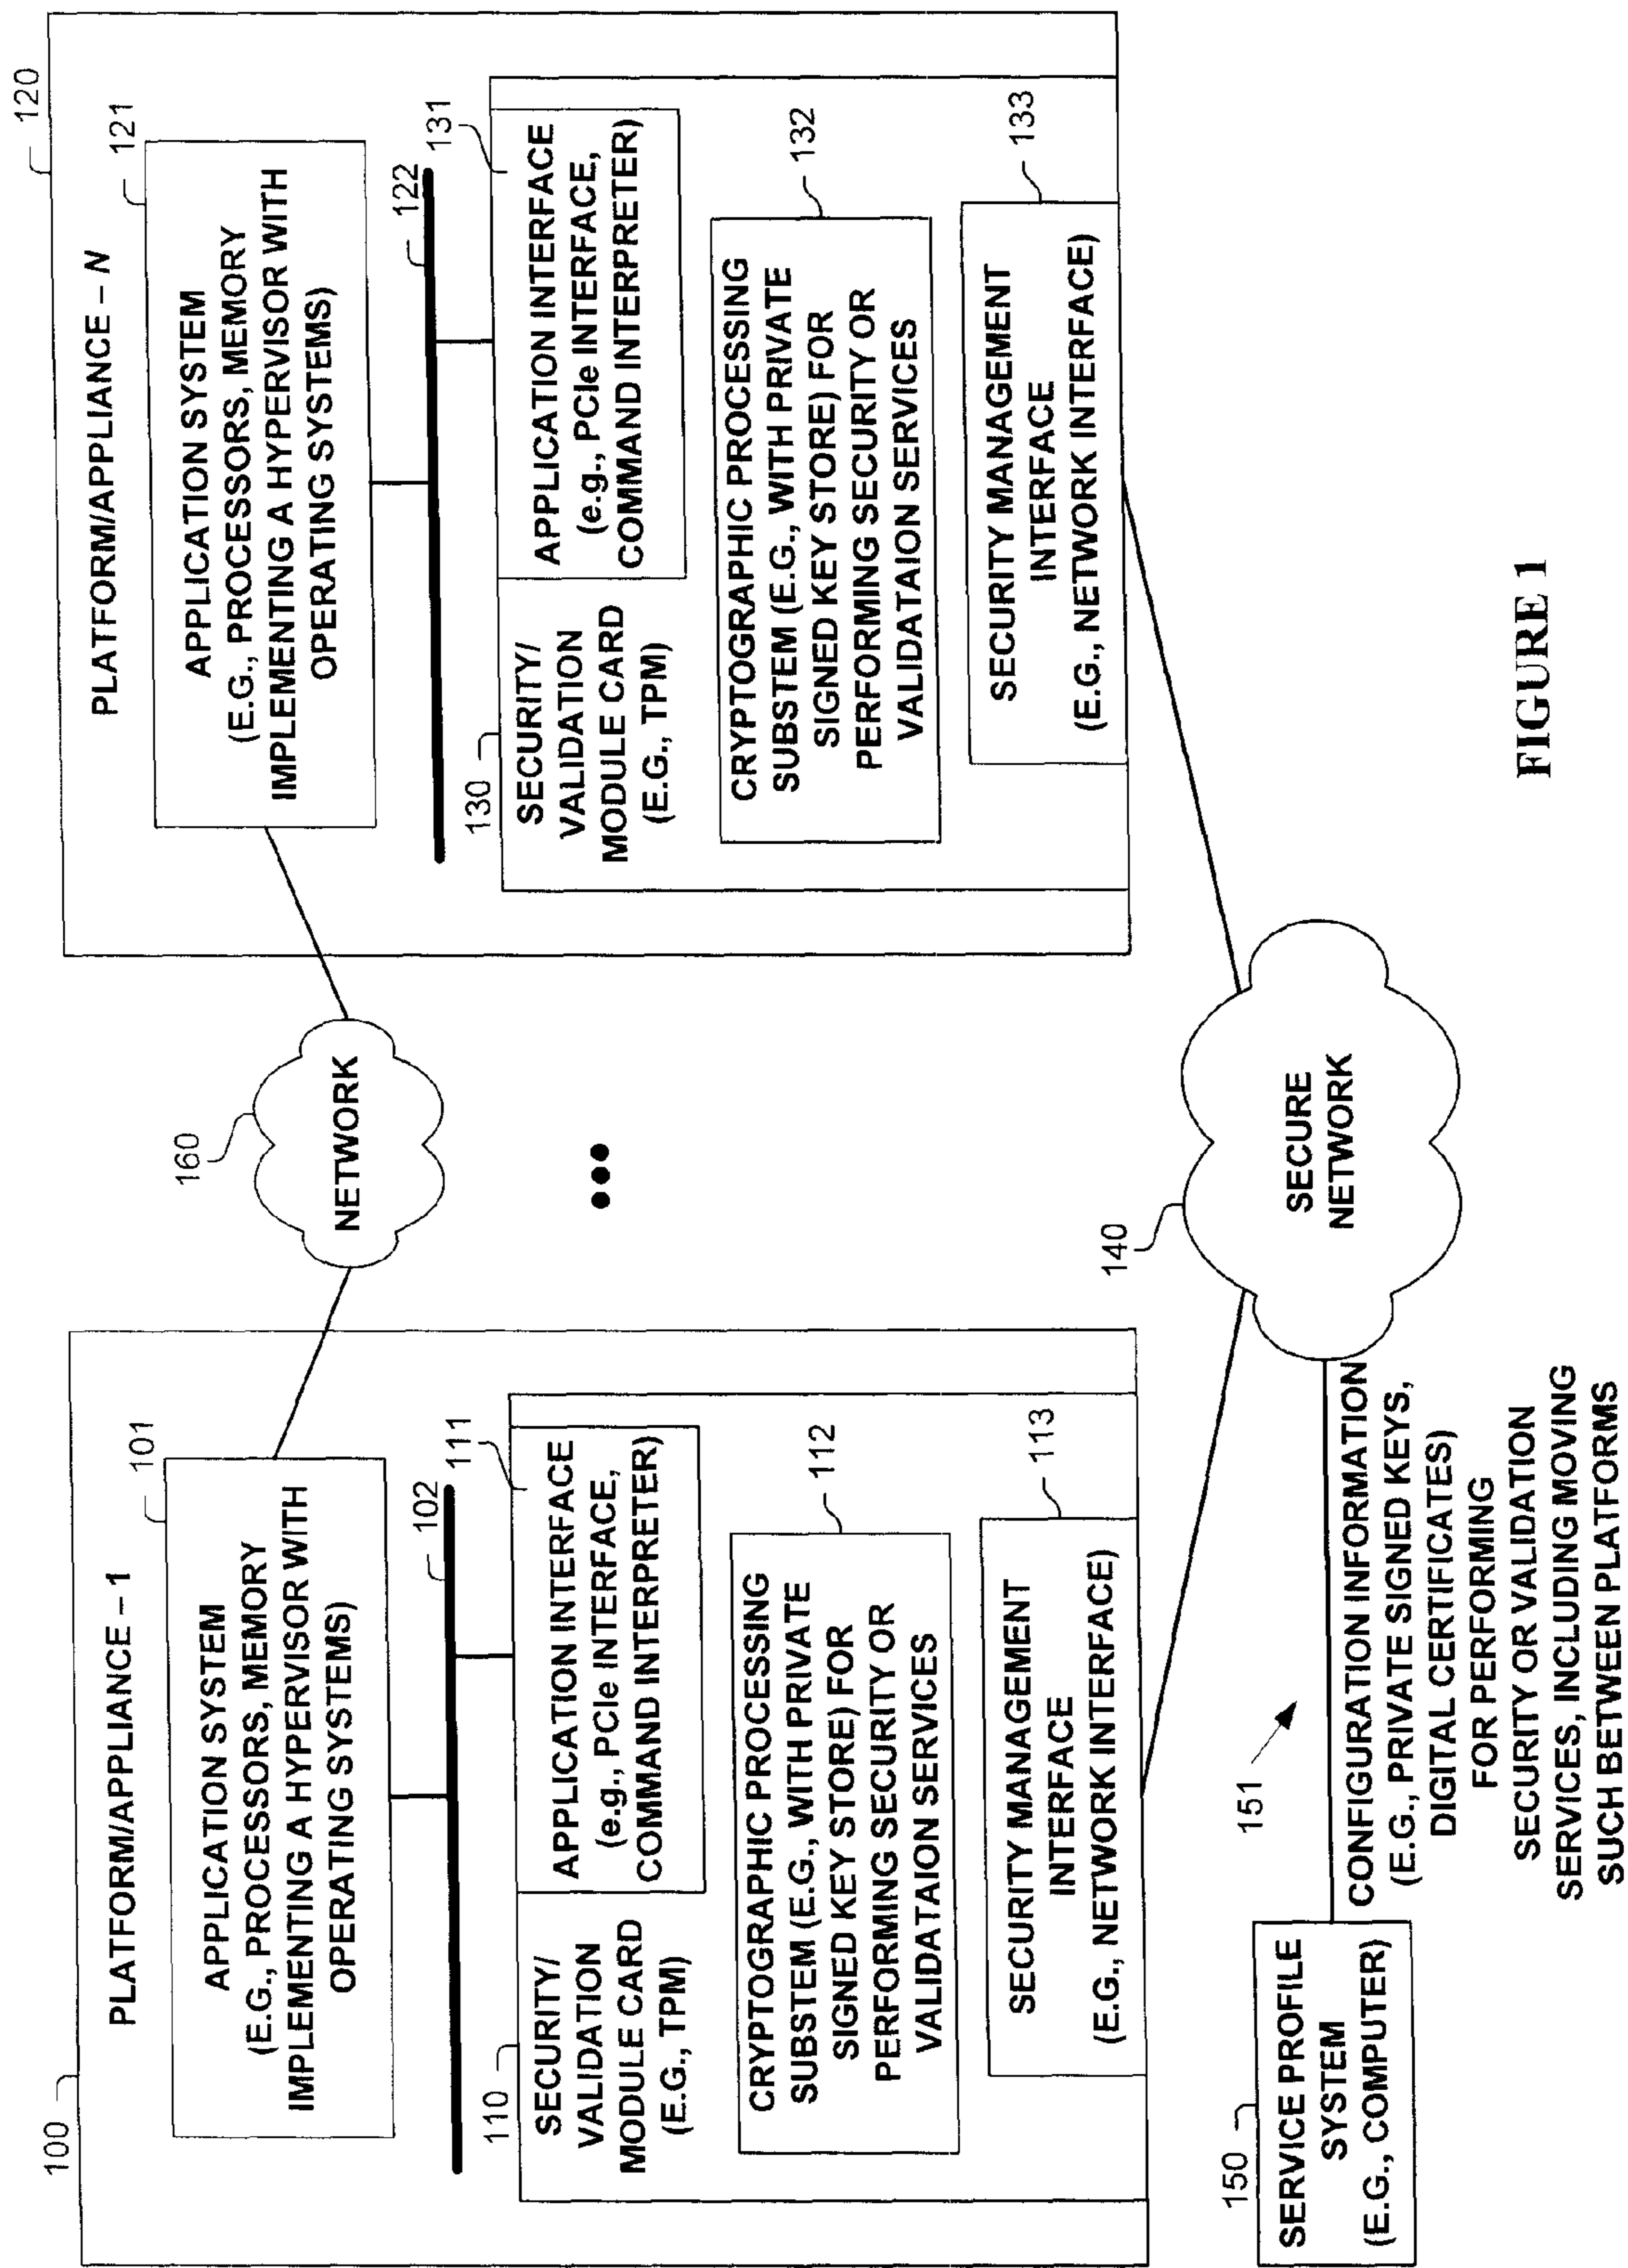 100
PLATFORM/APPLIANCE – 1
101
APPLICATION SYSTEM
(E.G., PROCESSORS, MEMORY
IMPLEMENTING A HYPERVISOR WITH
OPERATING SYSTEMS)
102
110
SECURITY/
VALIDATION
MODULE CARD
(E.G., TPM)
111
APPLICATION INTERFACE
(e.g., PCIe INTERFACE,
COMMAND INTERPRETER)
112
CRYPTOGRAPHIC PROCESSING
SUBSTEM (E.G., WITH PRIVATE
SIGNED KEY STORE) FOR
PERFORMING SECURITY OR
VALIDATAION SERVICES
113
SECURITY MANAGEMENT
INTERFACE
(E.G., NETWORK INTERFACE)
160
NETWORK
•••
120
PLATFORM/APPLIANCE – N
121
APPLICATION SYSTEM
(E.G., PROCESSORS, MEMORY
IMPLEMENTING A HYPERVISOR WITH
OPERATING SYSTEMS)
122
130
SECURITY/
VALIDATION
MODULE CARD
(E.G., TPM)
131
APPLICATION INTERFACE
(e.g., PCIe INTERFACE,
COMMAND INTERPRETER)
132
CRYPTOGRAPHIC PROCESSING
SUBSTEM (E.G., WITH PRIVATE
SIGNED KEY STORE) FOR
PERFORMING SECURITY OR
VALIDATAION SERVICES
133
SECURITY MANAGEMENT
INTERFACE
(E.G., NETWORK INTERFACE)
140
SECURE
NETWORK
150
SERVICE PROFILE
SYSTEM
(E.G., COMPUTER)
151
CONFIGURATION INFORMATION
(E.G., PRIVATE SIGNED KEYS,
DIGITAL CERTIFICATES)
FOR PERFORMING
SECURITY OR VALIDATION
SERVICES, INCLUDING MOVING
SUCH BETWEEN PLATFORMS
FIGURE 1